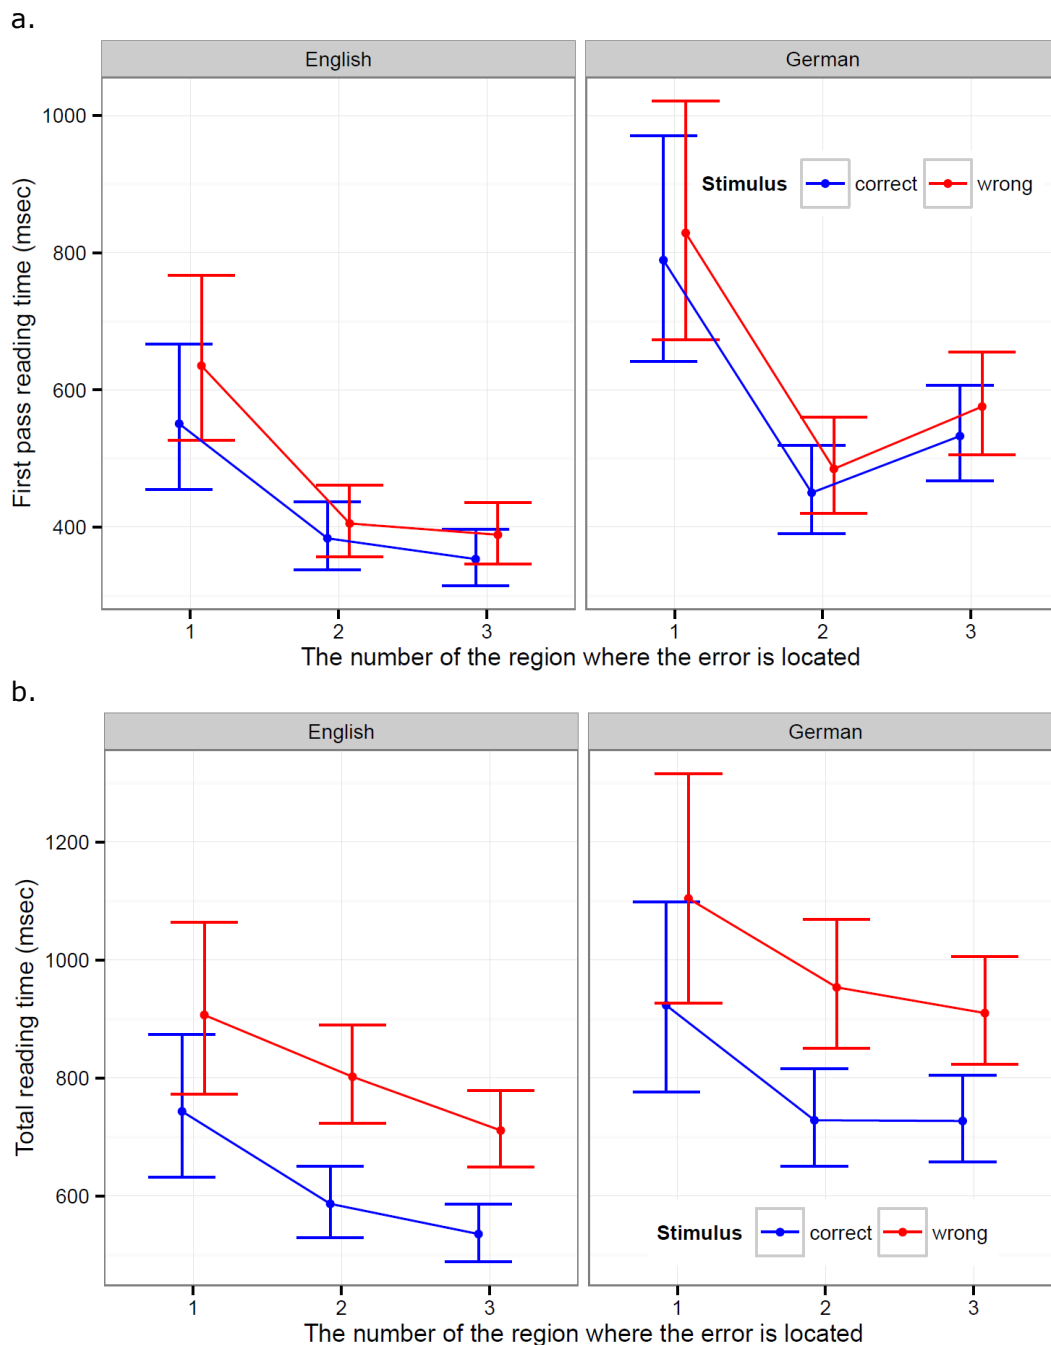 a.
English German
1000
800
600
400
First pass reading time (msec)
Stimulus correct wrong
1 2 3 1 2 3
The number of the region where the error is located
b.
English German
1200
1000
800
600
Total reading time (msec)
Stimulus correct wrong
1 2 3 1 2 3
The number of the region where the error is located